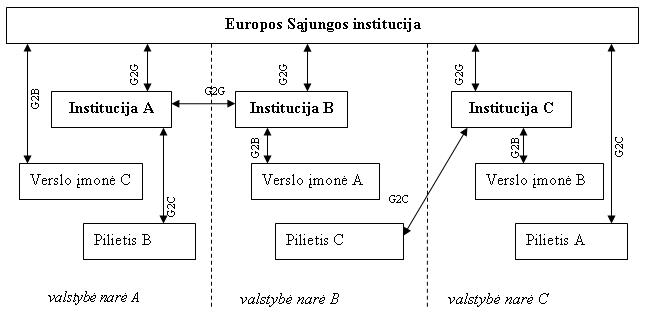 Europos Sąjungos institucija
G2B
G2G
G2G
G2G
G2G
G2C
Institucija A
Institucija B
Institucija C
G2B
G2B
Verslo įmonė C
Verslo įmonė A
Verslo įmonė B
G2C
G2C
Pilietis B
Pilietis C
Pilietis A
valstybė narė A
valstybė narė B
valstybė narė C